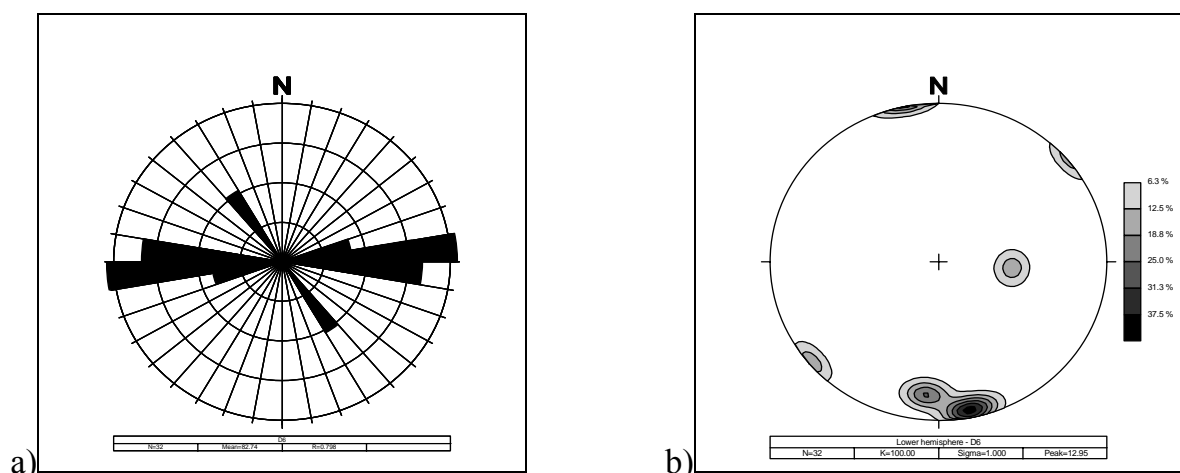 N
D6
N=32 Mean=82.74 R=0.798
a)
N
6.3 %
12.5 %
18.8 %
25.0 %
31.3 %
37.5 %
Lower hemisphere - D6
N=32 K=100.00 Sigma=1.000 Peak=12.95
b)